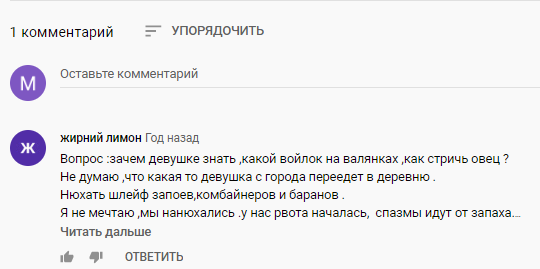 1 комментарий УПОРЯДОЧИТЬ
М Оставьте комментарий
ж жирний лимон Год назад
Вопрос :зачем девушке знать ,какой войлок на валянках ,как стричь овец ?
Не думаю ,что какая то девушка с города переедет в деревню .
Нюхать шлейф запоев,комбайнеров и баранов .
Я не мечтаю ,мы нанюхались .у нас рвота началась, спазмы идут от запаха...
Читать дальше
ОТВЕТИТЬ